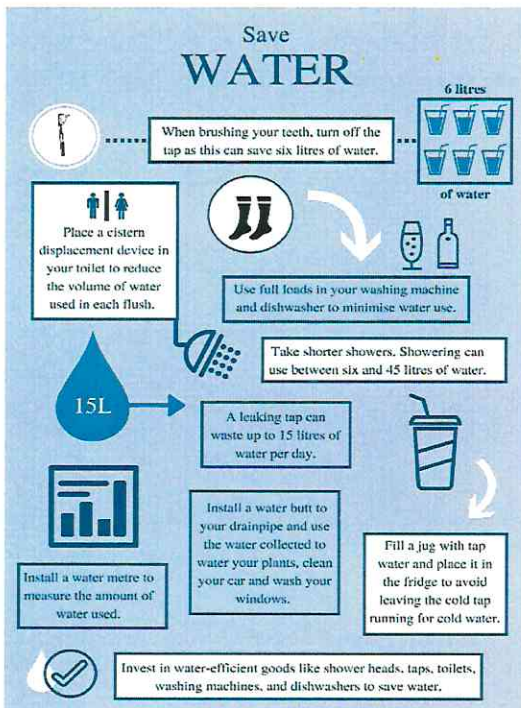 Save
WATER
6 litres
When brushing your teeth, turn off the
tap as this can save six litres of water.
of water
Place a cistern
displacement device in
your toilet to reduce
the volume of water
used in each flush.
Use full loads in your washing machine
and dishwasher to minimise water use.
Take shorter showers. Showering can
use between six and 45 litres of water.
15L
A leaking tap can
waste up to 15 litres of
water per day.
Install a water butt to
your drainpipe and use
the water collected to
water your plants, clean
your car and wash your
windows.
Install a water metre to
measure the amount of
water used.
Fill a jug with tap
water and place it in
the fridge to avoid
leaving the cold tap
running for cold water.
Invest in water-efficient goods like shower heads, taps, toilets,
washing machines, and dishwashers to save water.